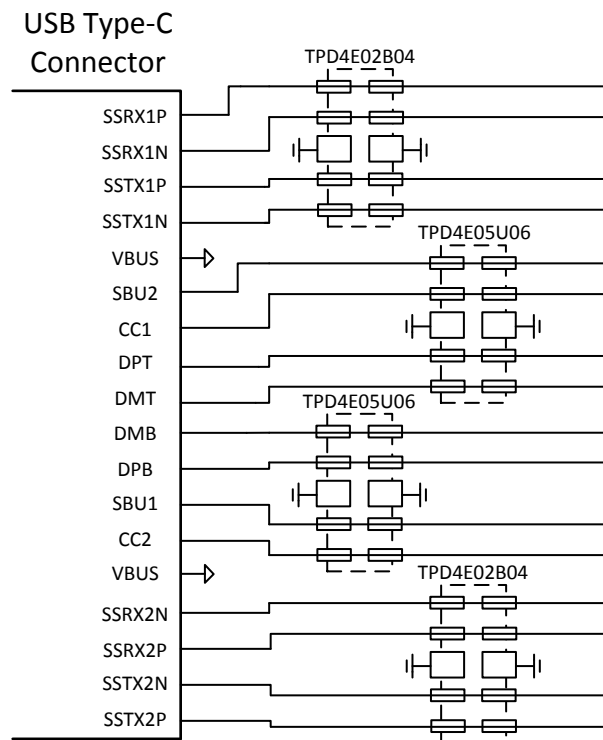 USB Type-C
Connector
TPD4E02B04
SSRX1P
SSRX1N
SSTX1P
SSTX1N
TPD4E05U06
VBUS
SBU2
CC1
DPT
DMT
TPD4E05U06
DMB
DPB
SBU1
CC2
VBUS
TPD4E02B04
SSRX2N
SSRX2P
SSTX2N
SSTX2P